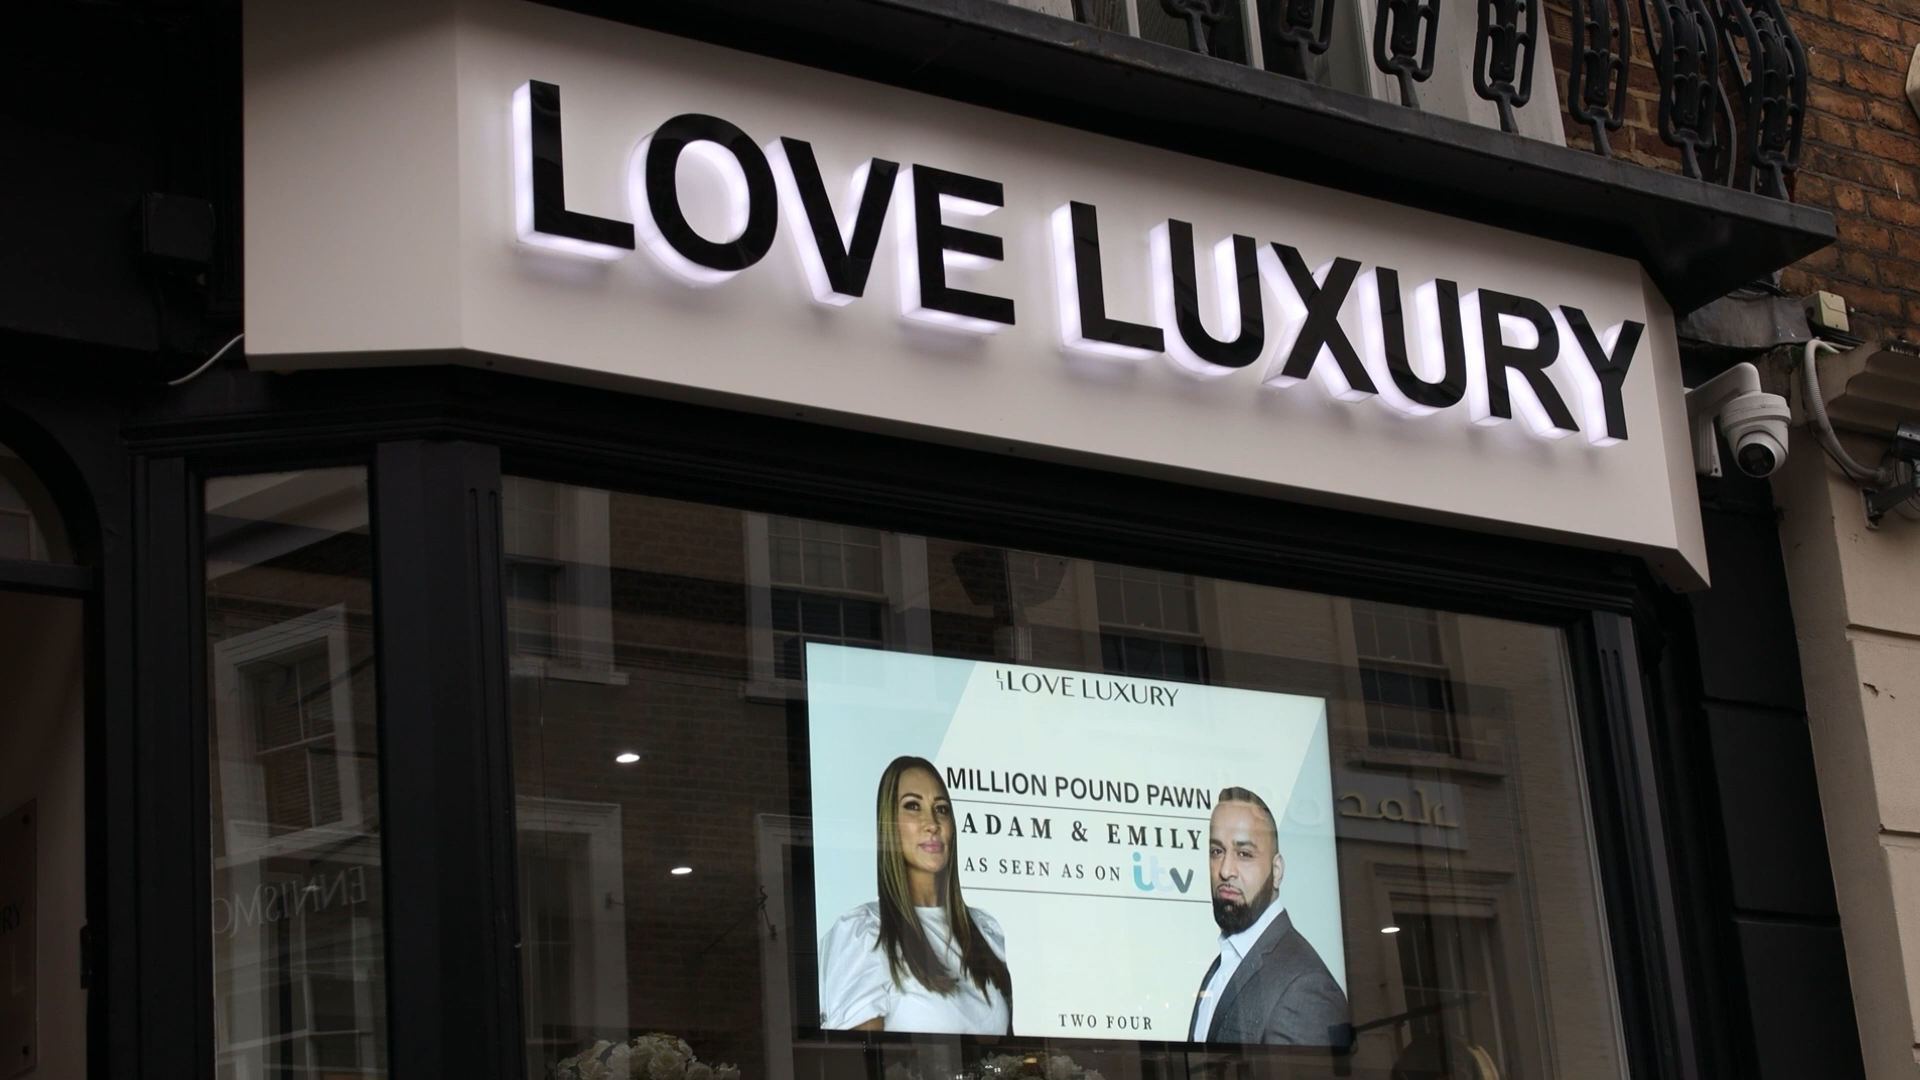 LOVE LUXURY
LOVE LUXURY
MILLION POUND PAWN
ADAM & EMILY
AS SEEN AS ON itv
TWO FOUR